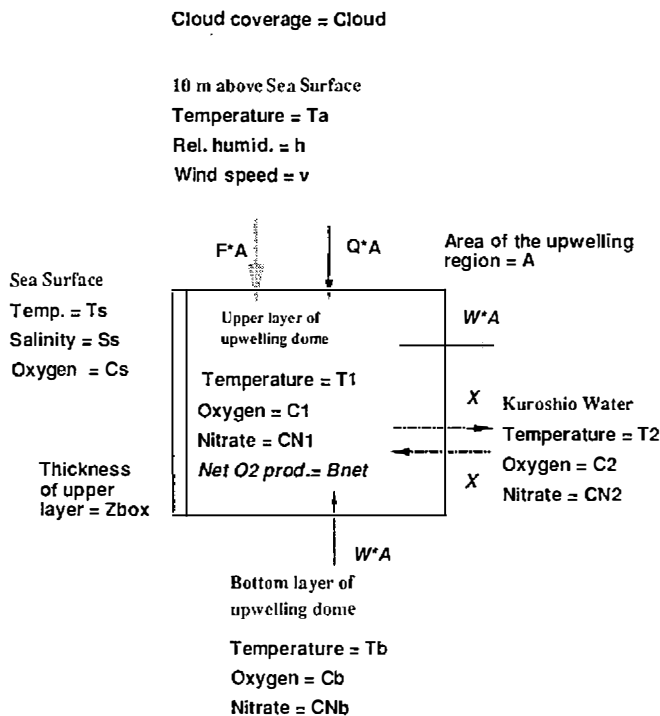 Cloud coverage = Cloud
10 m above Sea Surface
Temperature = Ta
Rel. humid. = h
Wind speed = v
F*A
Q*A
Area of the upwelling
region = A
Sea Surface
Temp. = Ts
Salinity = Ss
Oxygen = Cs
Upper layer of
upwelling dome
W*A
Temperature = T1
Oxygen = C1
Nitrate = CN1
Net O2 prod.= Bnet
X
Kuroshio Water
Temperature = T2
Oxygen = C2
X
Nitrate = CN2
Thickness
of upper
layer = Zbox
W*A
Bottom layer of
upwelling dome
Temperature = Tb
Oxygen = Cb
Nitrate = CNb